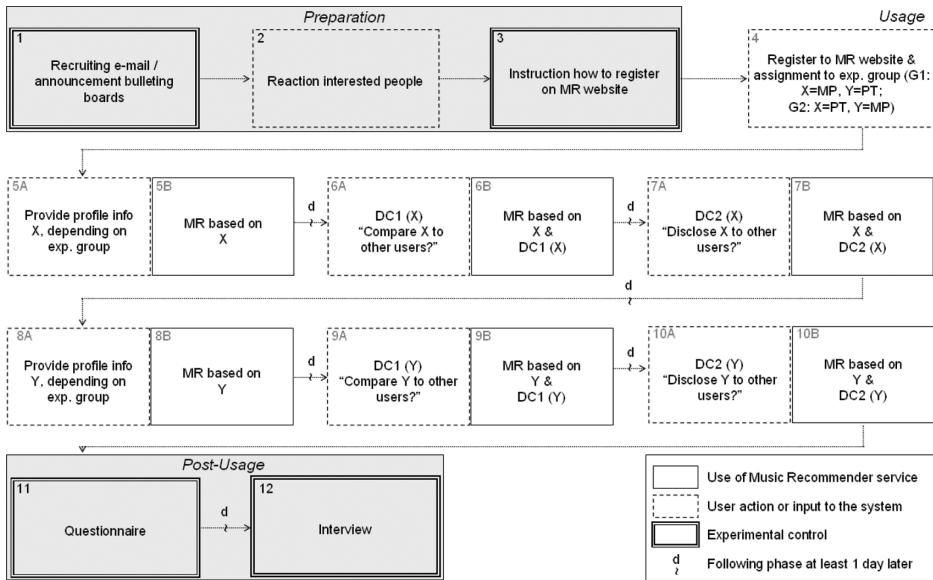 Preparation
Usage
1
Recruiting e-mail /
announcement bulleting
boards
2
Reaction interested people
3
Instruction how to register
on MR website
4
Register to MR website &
assignment to exp. group (G1:
X=MP, Y=PT;
G2: X=PT, Y=MP)
5A
Provide profile info
X, depending on
exp. group
5B
MR based on
X
d
6A
DC1 (X)
“Compare X to
other users?”
6B
MR based on
X &
DC1 (X)
d
7A
DC2 (X)
“Disclose X to other
users?”
7B
MR based on
X &
DC2 (X)
d
8A
Provide profile info
Y, depending on
exp. group
8B
MR based on
Y
d
9A
DC1 (Y)
“Compare Y to other
users?”
9B
MR based on
Y &
DC1 (Y)
d
10A
DC2 (Y)
“Disclose Y to other
users?”
10B
MR based on
Y &
DC2 (Y)
Post-Usage
11
Questionnaire
d
12
Interview
Use of Music Recommender service
User action or input to the system
Experimental control
d
Following phase at least 1 day later